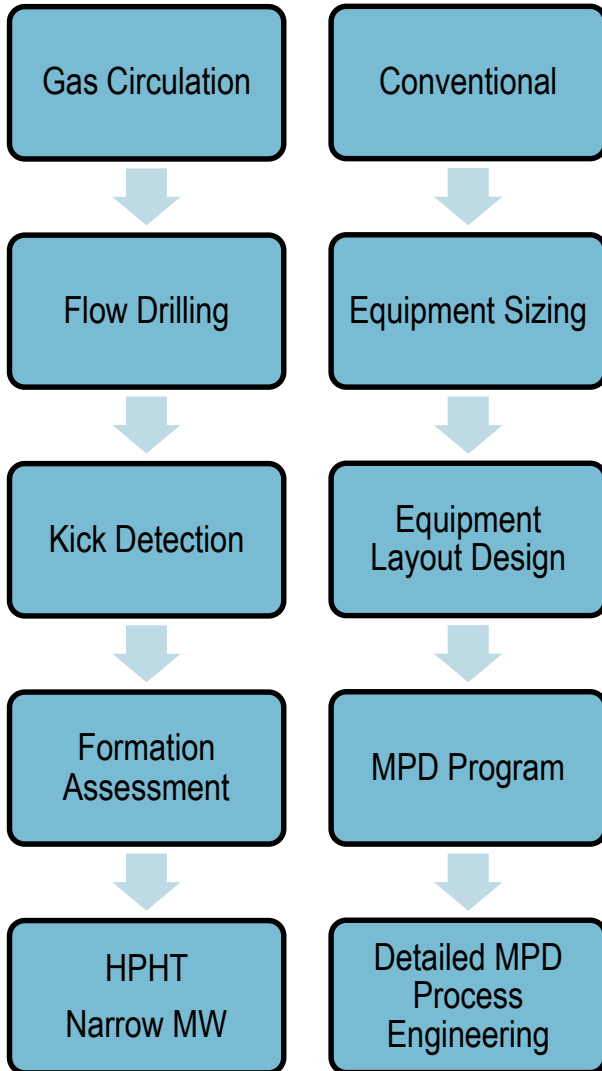 Gas Circulation
Flow Drilling
Kick Detection
Formation
Assessment
HPHT
Narrow MW
Conventional
Equipment Sizing
Equipment
Layout Design
MPD Program
Detailed MPD
Process
Engineering